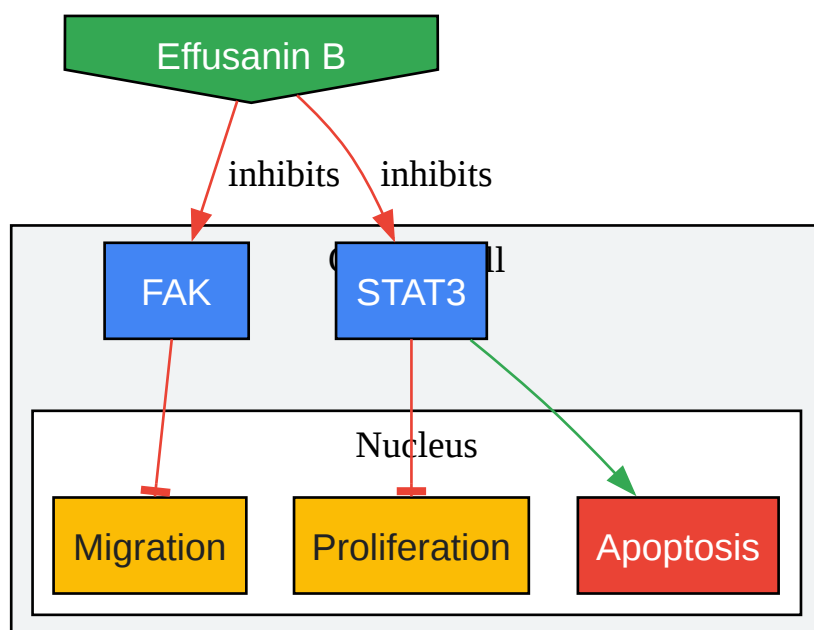 Effusanin B
inhibits inhibits
FAK
STAT3
Nucleus
Migration
Proliferation
Apoptosis